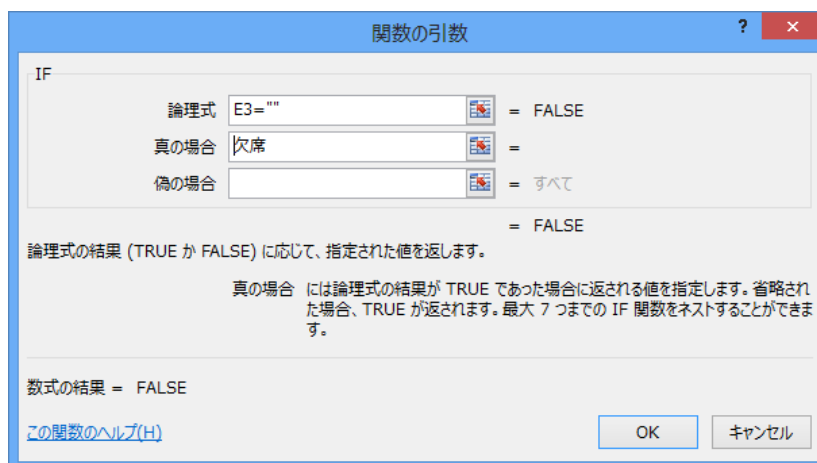 関数の引数 ? ×
IF
論理式 E3="" = FALSE
真の場合 欠席 =
偽の場合 = すべて
= FALSE
論理式の結果 (TRUE か FALSE) に応じて、指定された値を返します。
真の場合 には論理式の結果が TRUE であった場合に返される値を指定します。省略され
た場合、TRUE が返されます。最大 7 つまでの IF 関数をネストすることができま
す。
数式の結果 = FALSE
この関数のヘルプ(H) OK キャンセル